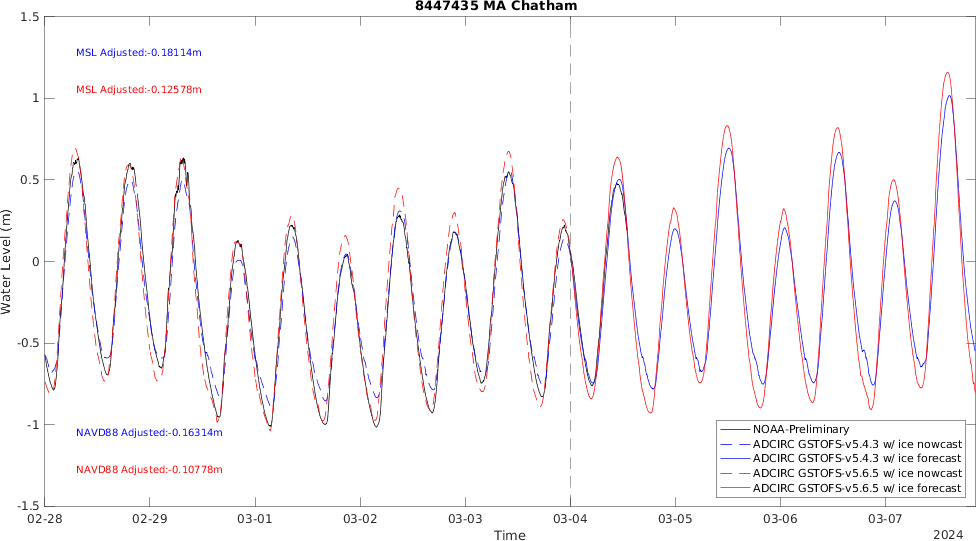 8447435 MA Chatham
1.5
MSL Adjusted:-0.18114m
MSL Adjusted:-0.12578m
1
0.5
0
-0.5
-1
-1.5
Water Level (m)
NAVD88 Adjusted:-0.16314m
NAVD88 Adjusted:-0.10778m
NOAA-Preliminary
ADCIRC GSTOFS-v5.4.3 w/ ice nowcast
ADCIRC GSTOFS-v5.4.3 w/ ice forecast
ADCIRC GSTOFS-v5.6.5 w/ ice nowcast
ADCIRC GSTOFS-v5.6.5 w/ ice forecast
02-28 02-29 03-01 03-02 03-03 03-04 03-05 03-06 03-07
Time
2024